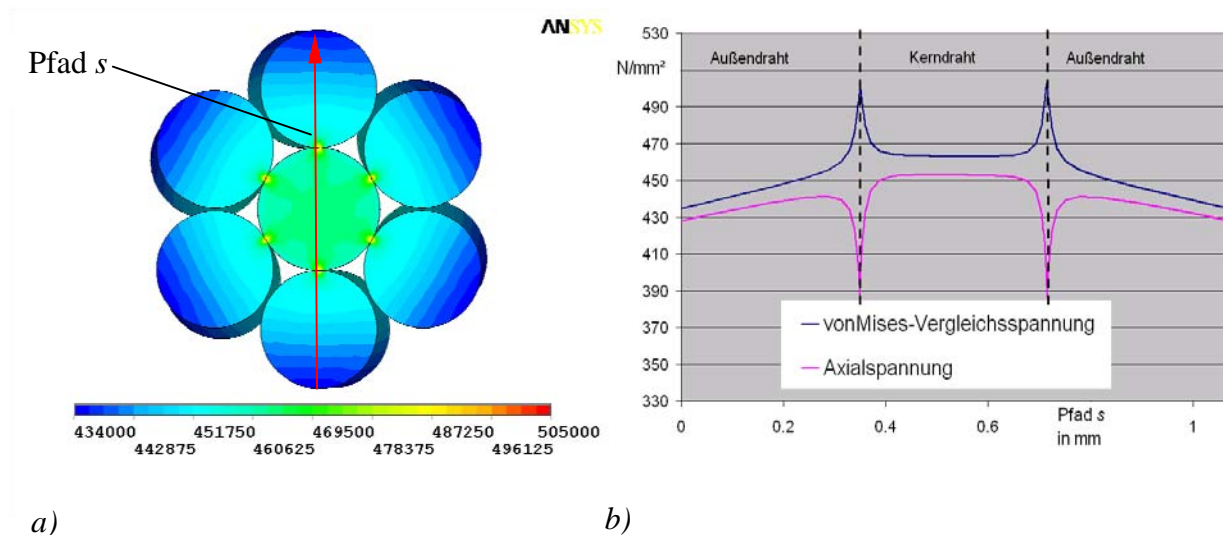 ANSYS
Pfad s
434000 451750 469500 487250 505000
442875 460625 478375 496125
a)
530
N/mm²
490
470
450
430
410
390
370
350
330
Außendraht Kerndraht Außendraht
vonMises-Vergleichsspannung
Axialspannung
0 0.2 0.4 0.6 1
Pfad s
in mm
b)